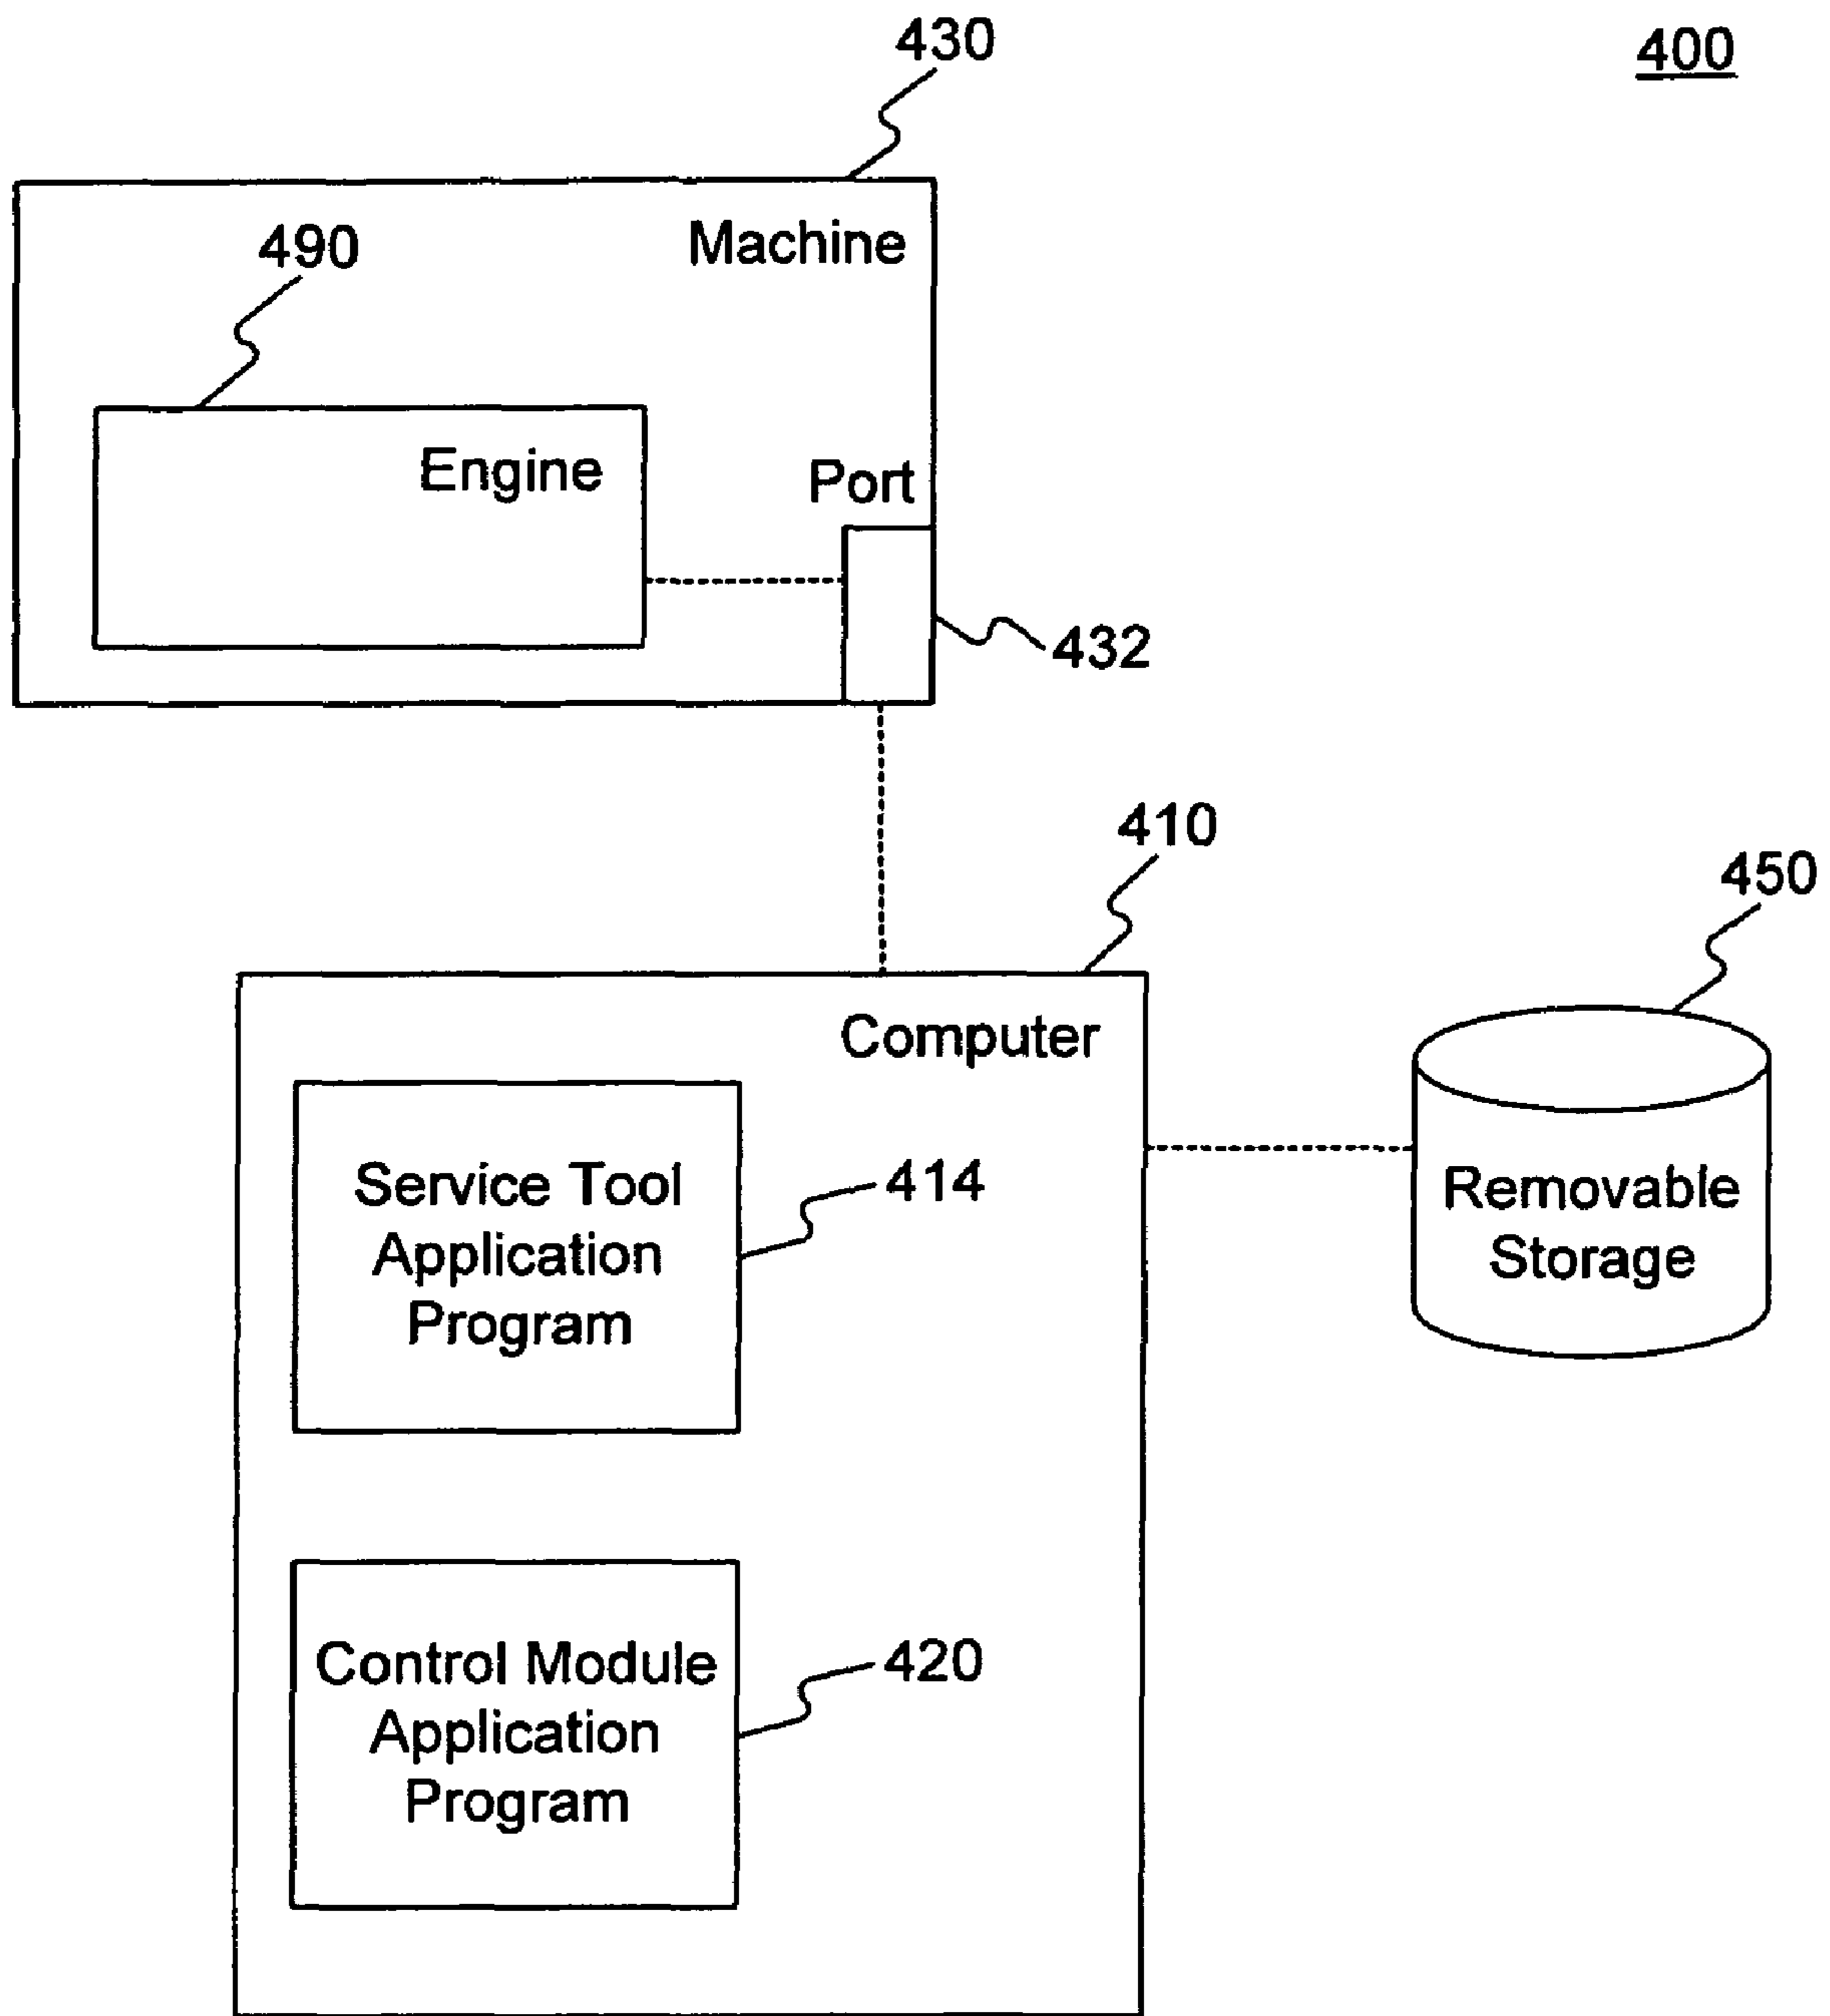 430
400
Machine
490
Engine
Port
432
410
450
Computer
Service Tool
Application
Program
414
Removable
Storage
Control Module
Application
Program
420